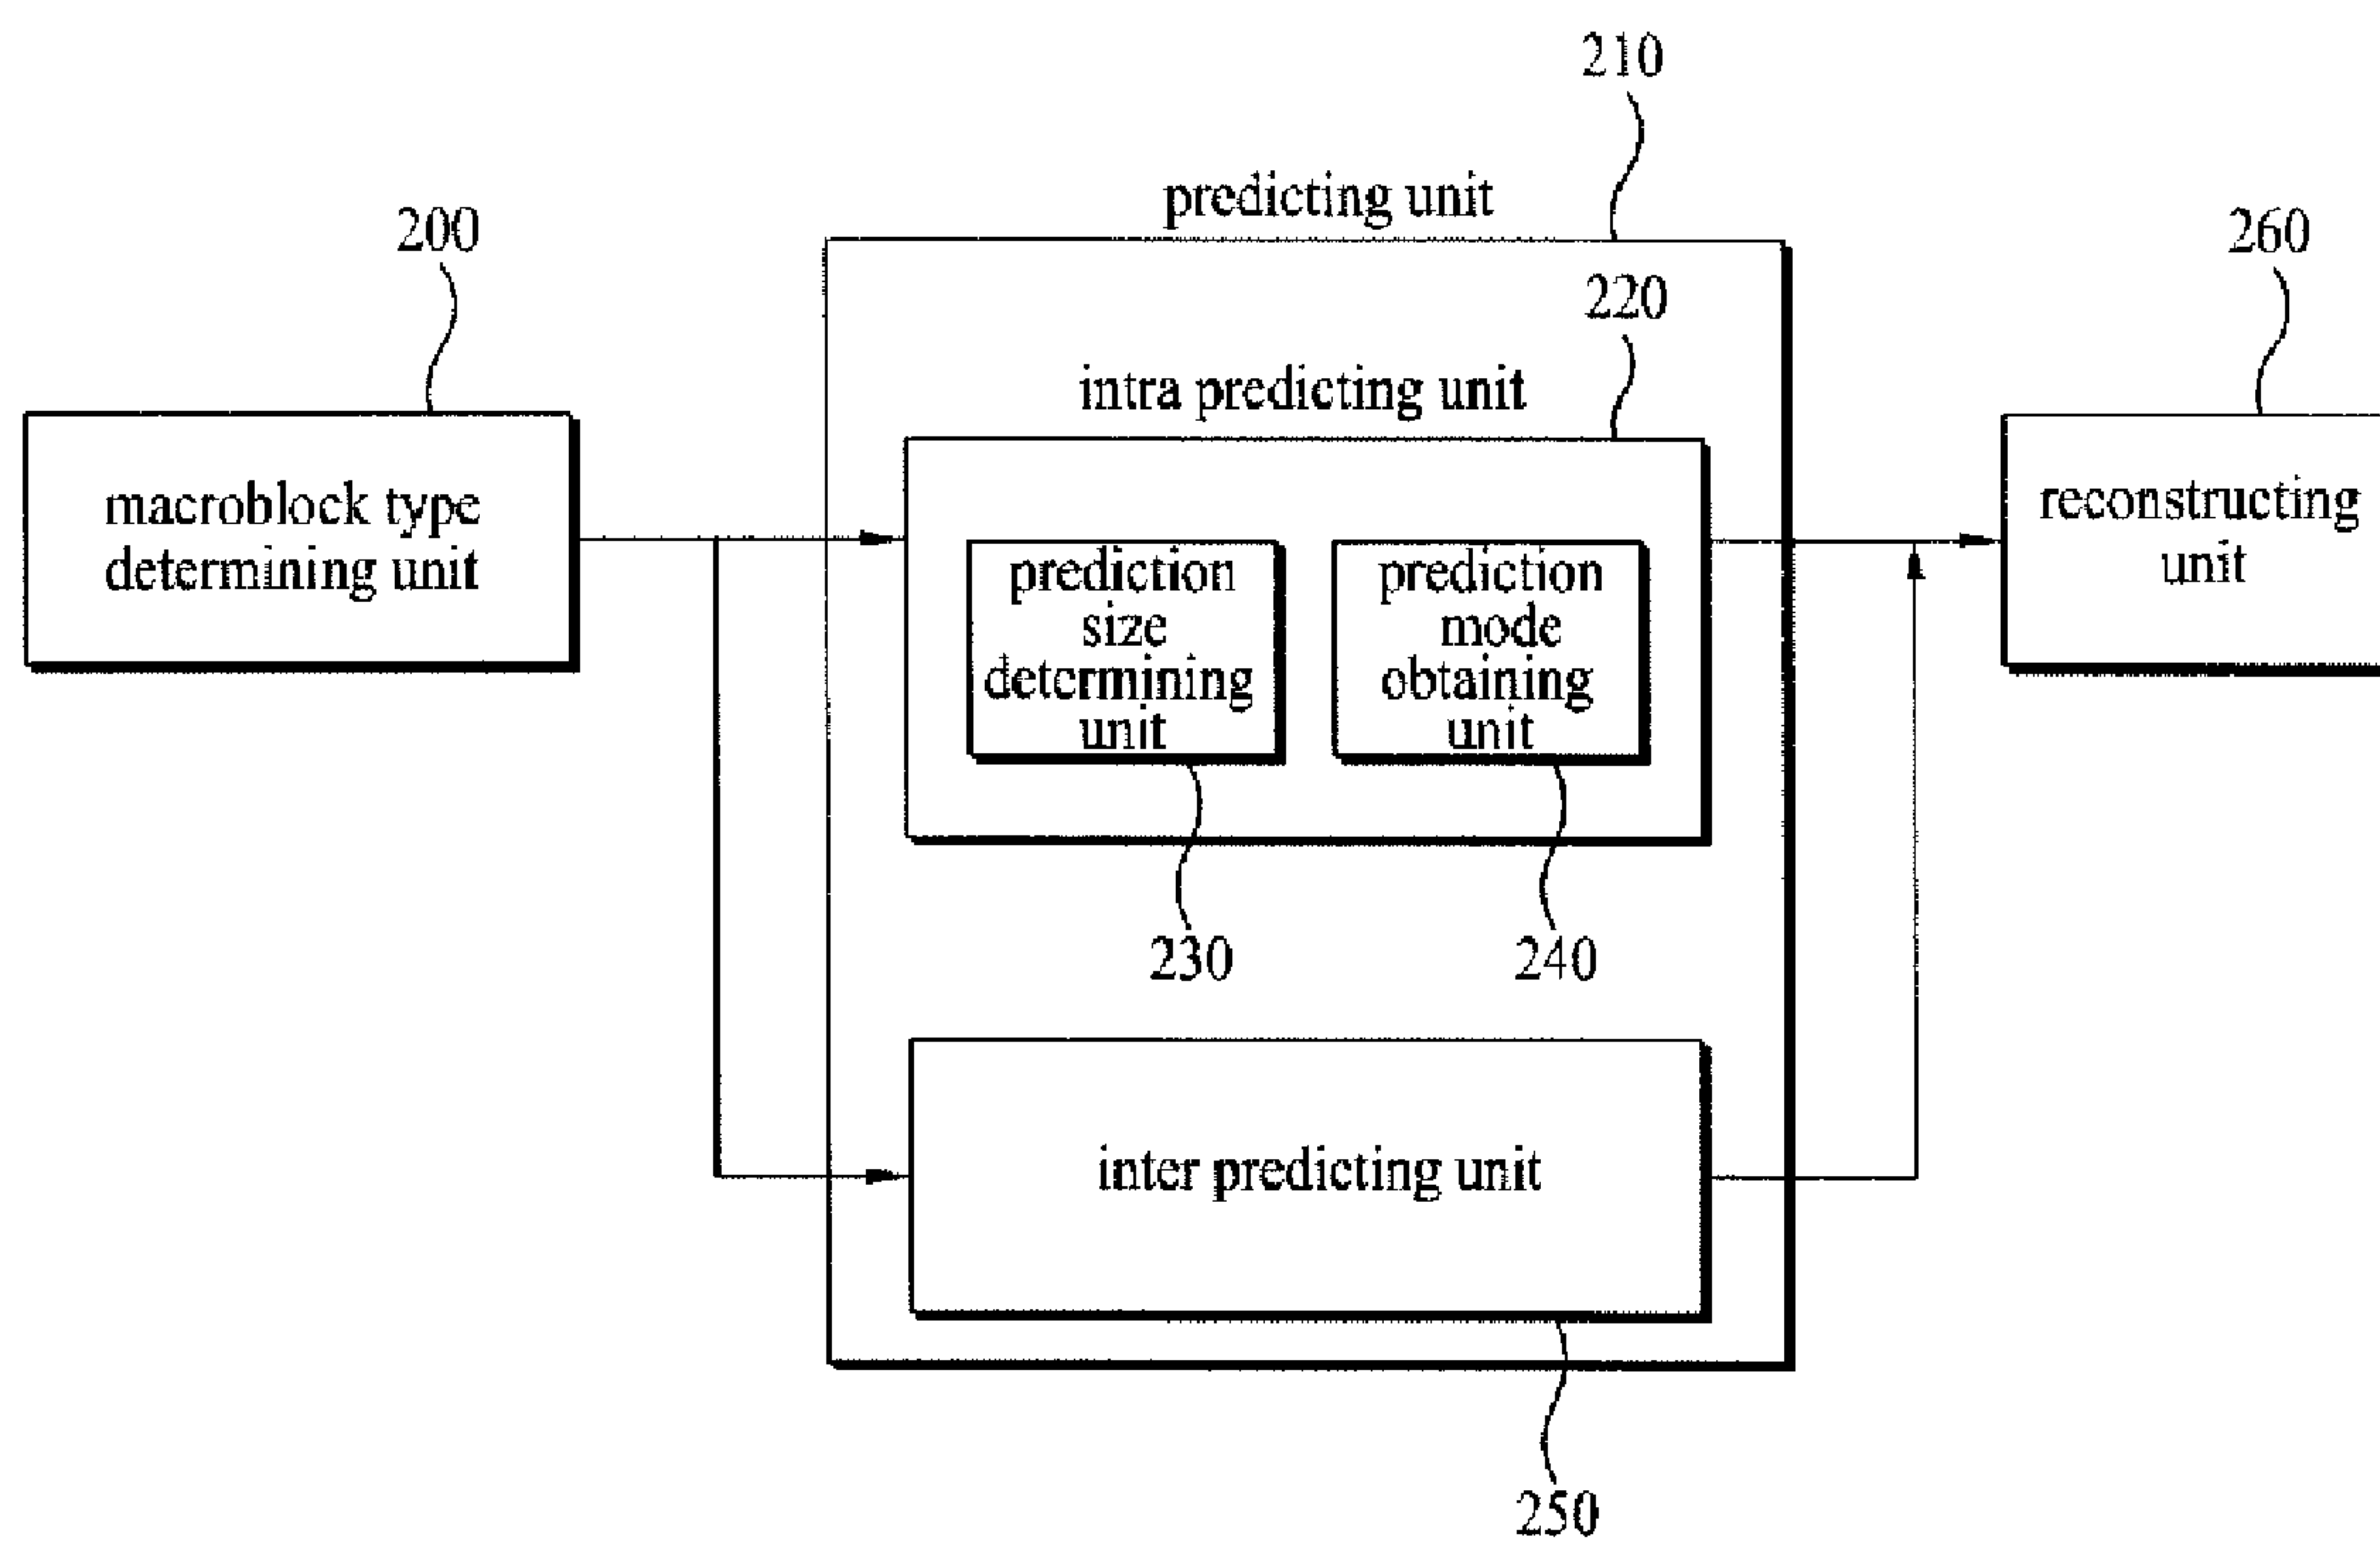 210
predicting unit
200
260
220
intra predicting unit
macroblock type
determining unit
reconstructing
unit
prediction
size
determining
unit
prediction
mode
obtaining
unit
230
240
inter predicting unit
250